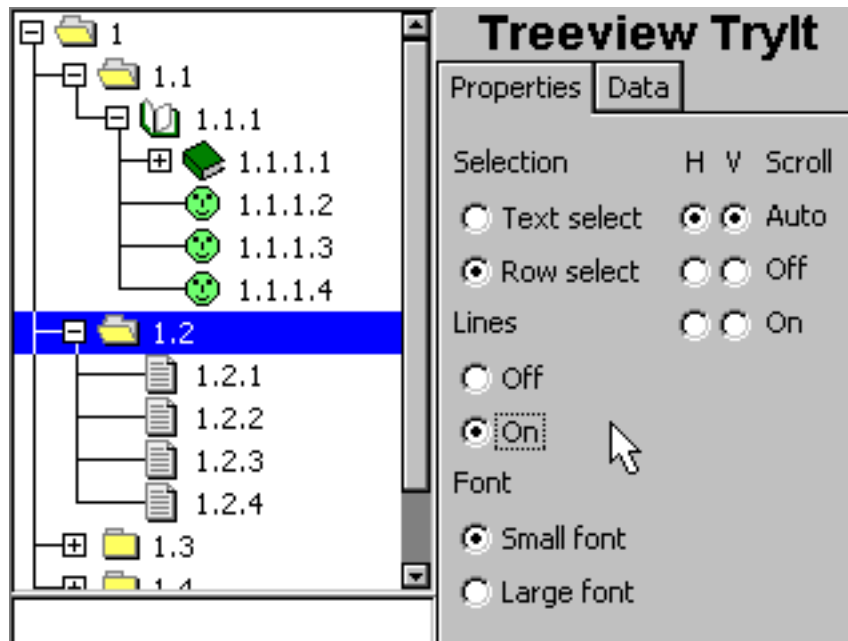 1
1.1
1.1.1
1.1.1.1
1.1.1.2
1.1.1.3
1.1.1.4
1.2
1.2.1
1.2.2
1.2.3
1.2.4
1.3
1.4
Treeview TryIt
Properties Data
Selection H V Scroll
Text select Auto
Row select Off
Lines On
Off
On
Font
Small font
Large font